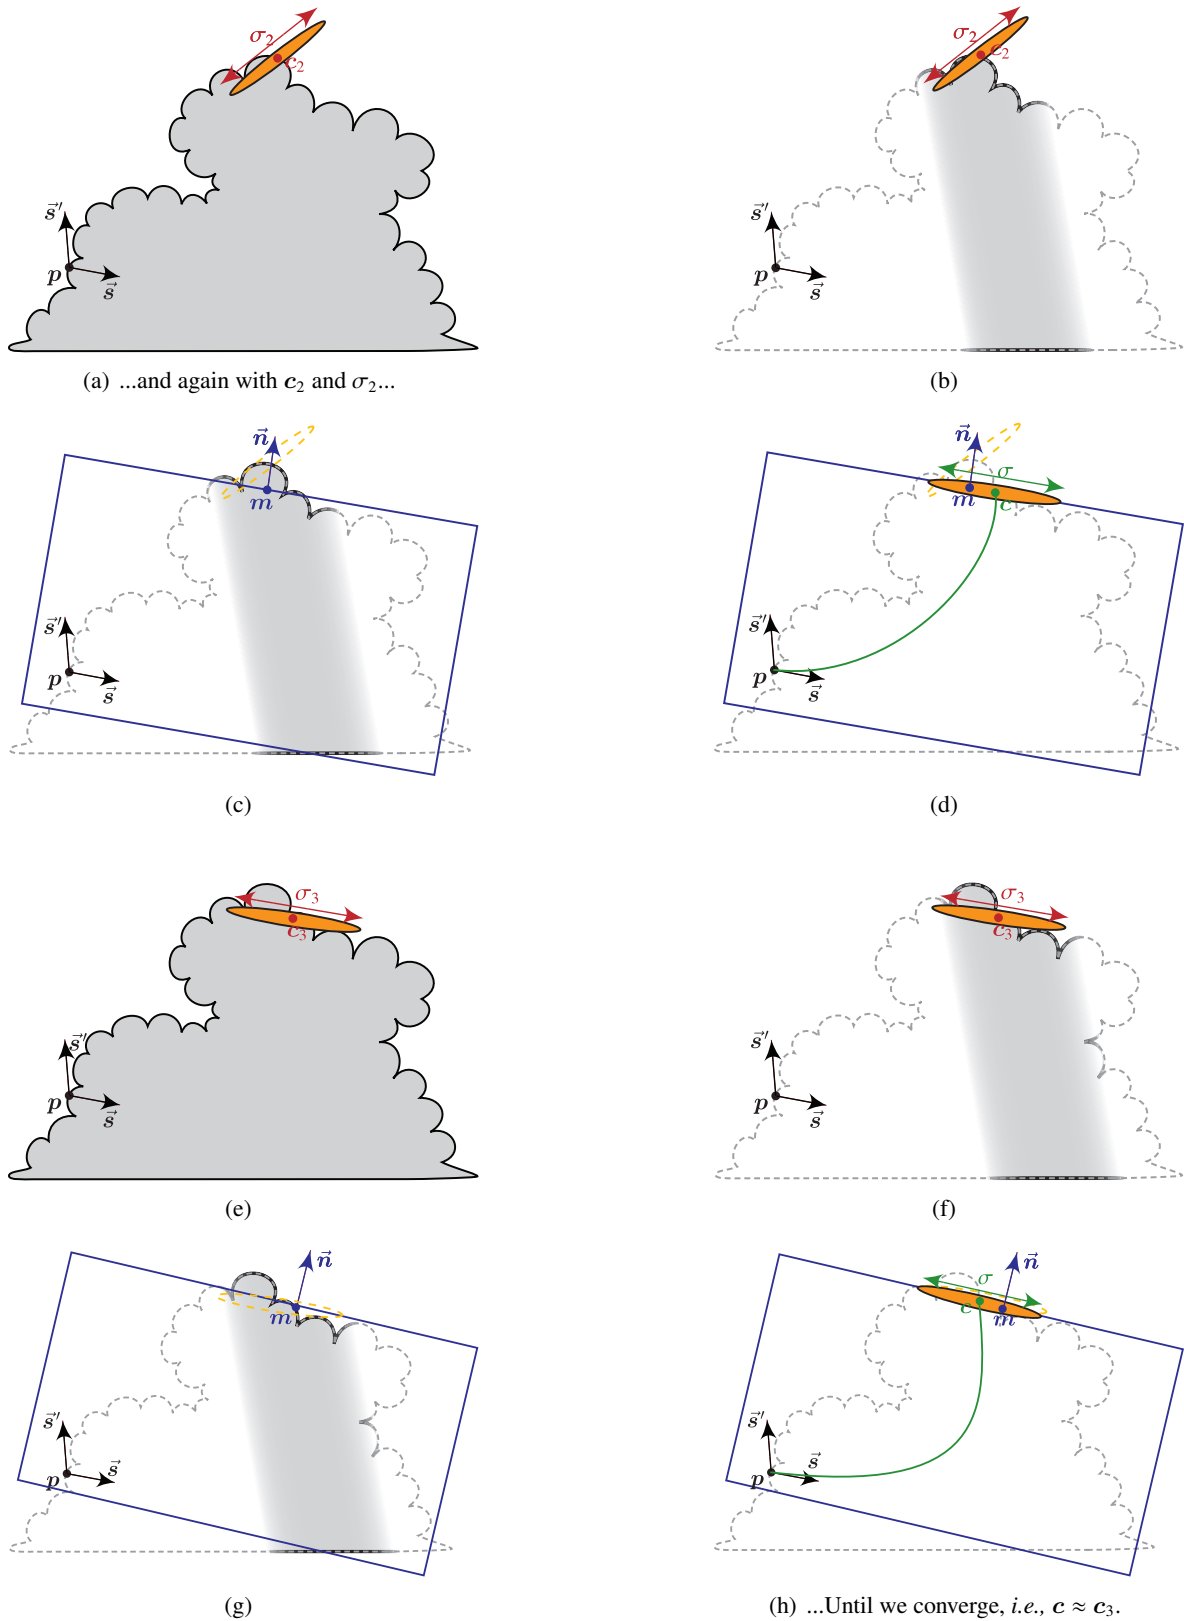 σ₂
c₂
s⃗′
p
s⃗
(a) ...and again with c₂ and σ₂...
σ₂
c₂
s⃗′
p
s⃗
(b)
n⃗
m
s⃗′
p
s⃗
(c)
n⃗
σ
m
c
s⃗′
p
s⃗
(d)
σ₃
c₃
s⃗′
p
s⃗
(e)
σ₃
c₃
s⃗′
p
s⃗
(f)
n⃗
m
s⃗′
p
s⃗
(g)
n⃗
σ
c
m
s⃗′
p
s⃗
(h) ...Until we converge, i.e., c ≈ c₃.